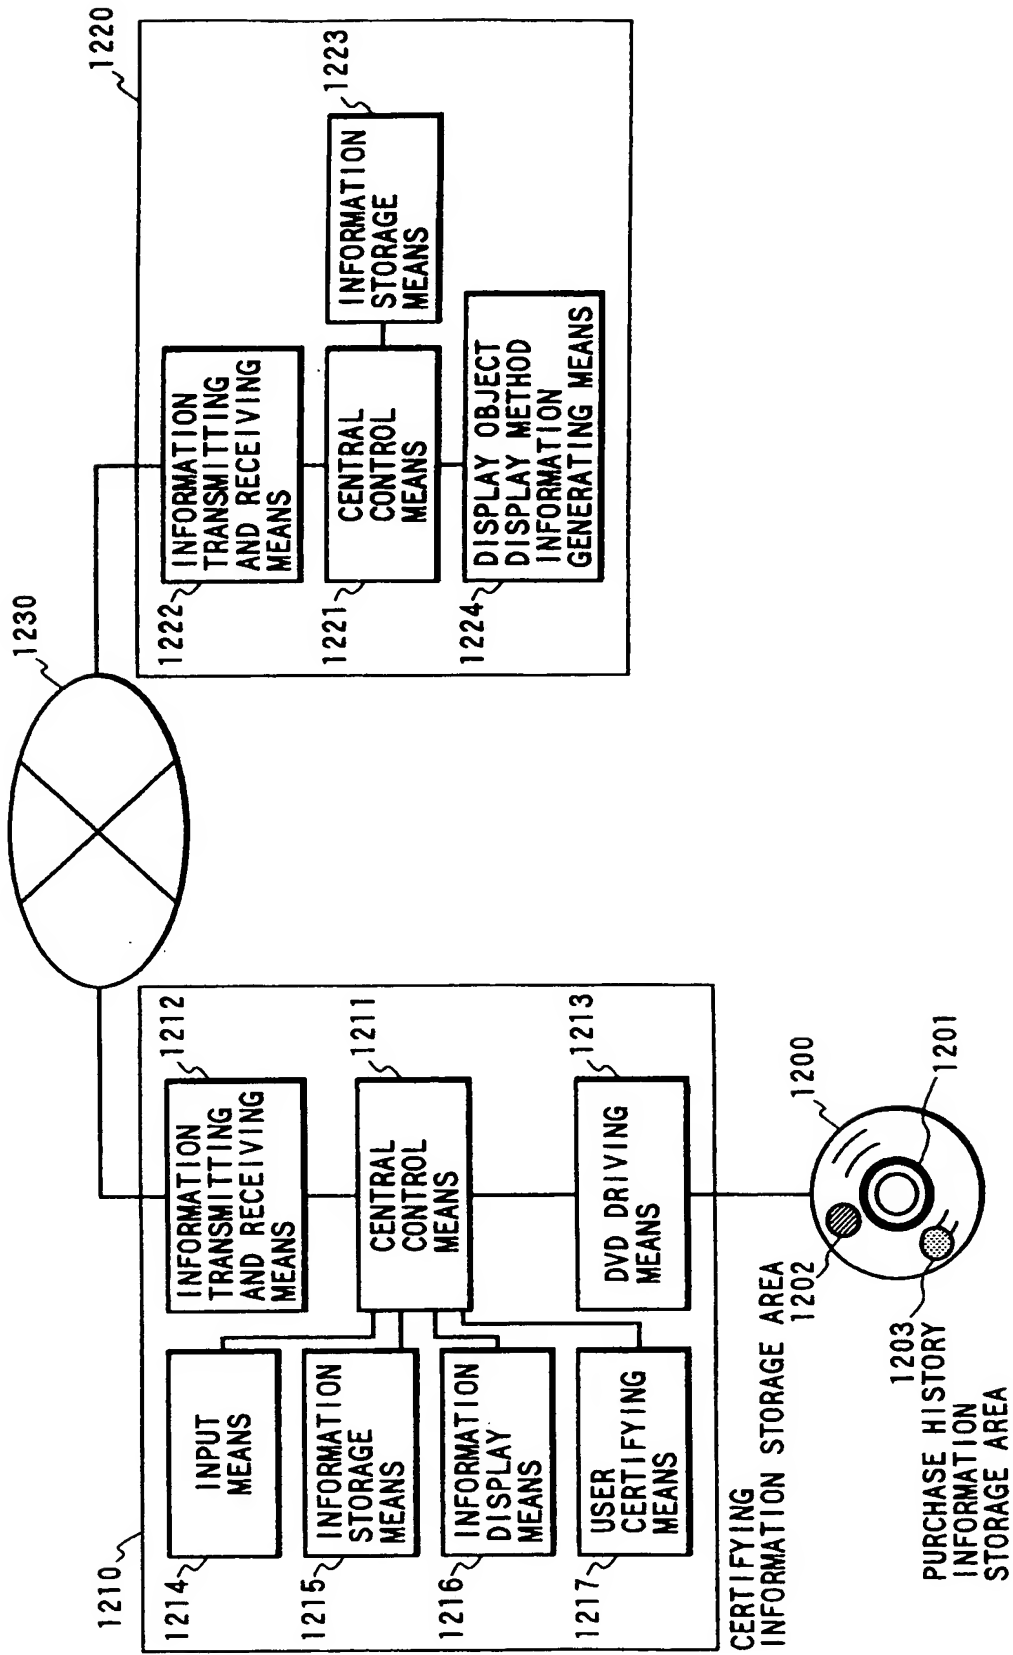 1210
1214
INPUT
MEANS
1215
INFORMATION
STORAGE
MEANS
1216
INFORMATION
DISPLAY
MEANS
1217
USER
CERTIFYING
MEANS
1212
INFORMATION
TRANSMITTING
AND RECEIVING
MEANS
1211
CENTRAL
CONTROL
MEANS
1213
DVD DRIVING
MEANS
CERTIFYING
INFORMATION STORAGE AREA
1202
1200
1201
1203
PURCHASE HISTORY
INFORMATION
STORAGE AREA
1230
1220
1222
INFORMATION
TRANSMITTING
AND RECEIVING
MEANS
1221
CENTRAL
CONTROL
MEANS
1223
INFORMATION
STORAGE
MEANS
1224
DISPLAY OBJECT
DISPLAY METHOD
INFORMATION
GENERATING MEANS